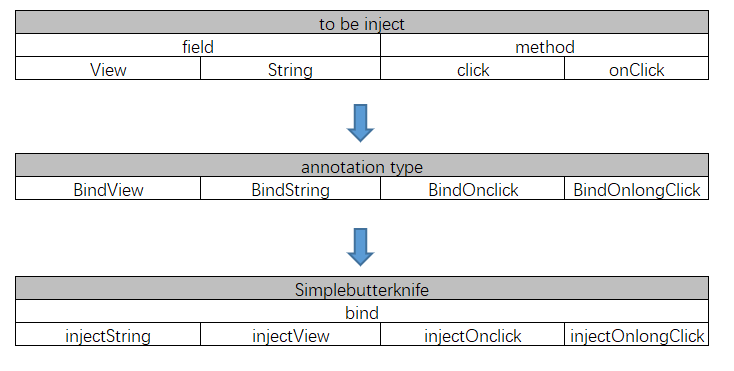 to be inject
field method
View String click onClick
annotation type
BindView BindString BindOnclick BindOnlongClick
Simplebutterknife
bind
injectString injectView injectOnclick injectOnlongClick